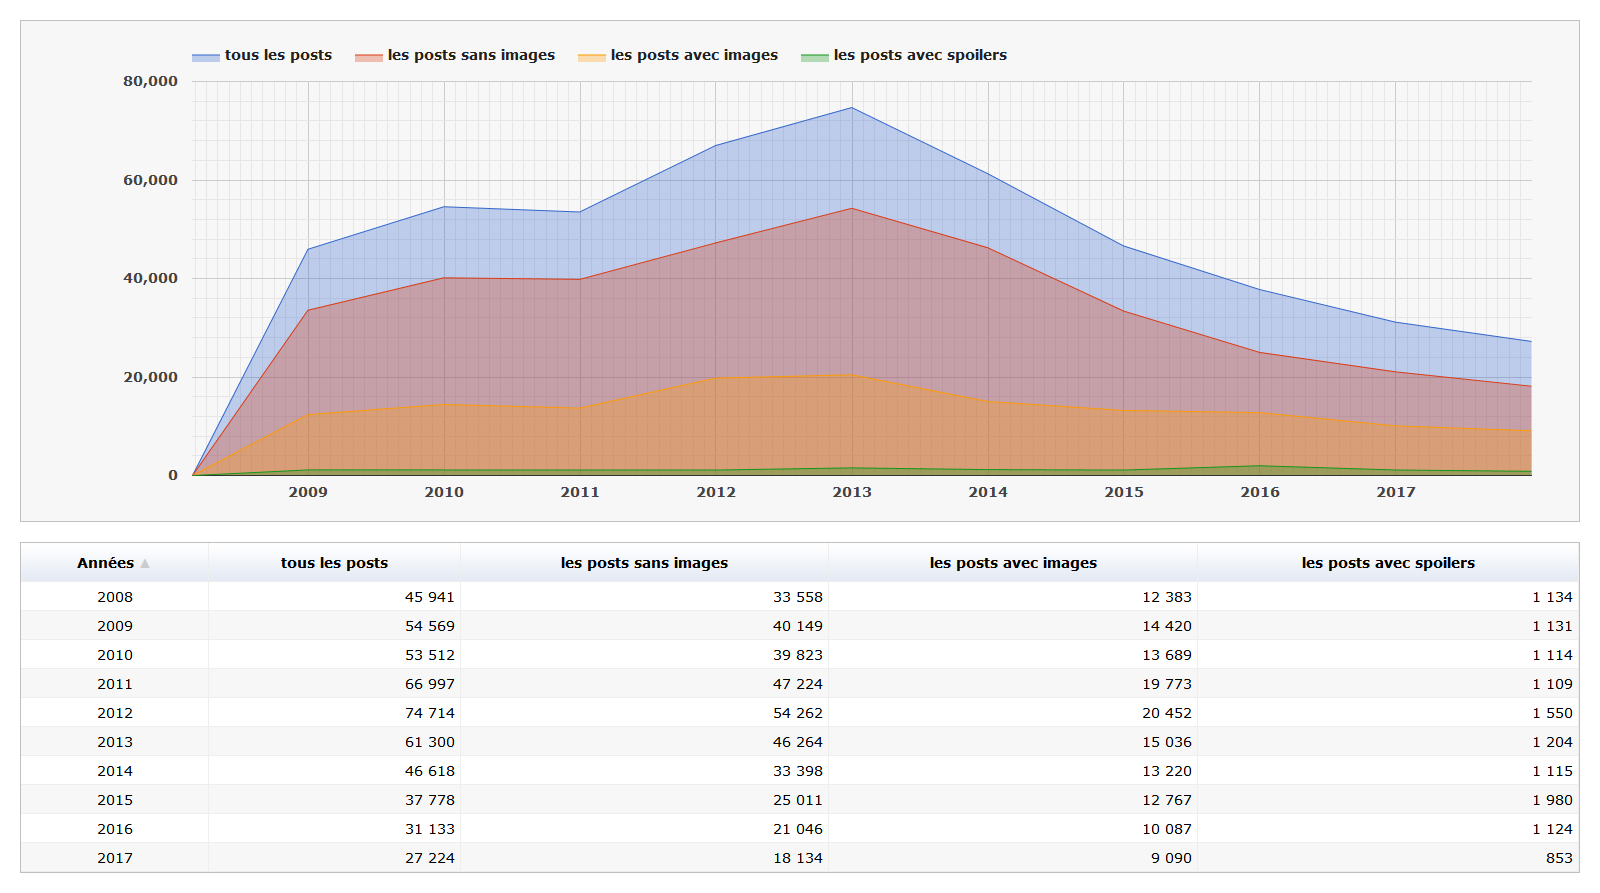 tous les posts les posts sans images les posts avec images les posts avec spoilers
80,000
60,000
40,000
20,000
0
2009 2010 2011 2012 2013 2014 2015 2016 2017
Années tous les posts les posts sans images les posts avec images les posts avec spoilers
2008 45 941 33 558 12 383 1 134
2009 54 569 40 149 14 420 1 131
2010 53 512 39 823 13 689 1 114
2011 66 997 47 224 19 773 1 109
2012 74 714 54 262 20 452 1 550
2013 61 300 46 264 15 036 1 204
2014 46 618 33 398 13 220 1 115
2015 37 778 25 011 12 767 1 980
2016 31 133 21 046 10 087 1 124
2017 27 224 18 134 9 090 853